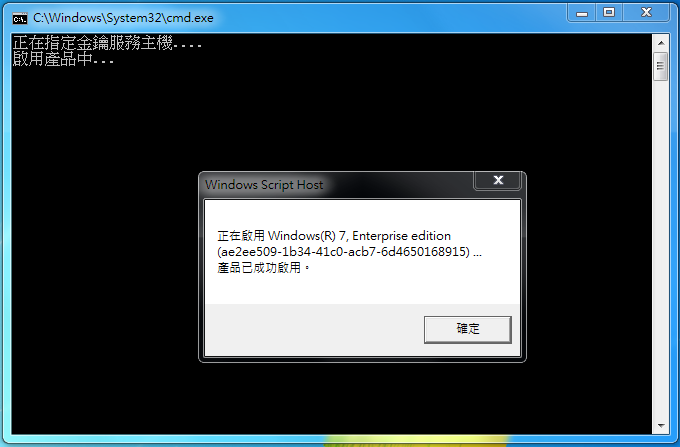 C:\Windows\System32\cmd.exe
正在指定金鑰服務主機....
啟用產品中...
Windows Script Host
正在啟用 Windows(R) 7, Enterprise edition
(ae2ee509-1b34-41c0-acb7-6d4650168915) ...
產品已成功啟用。
確定